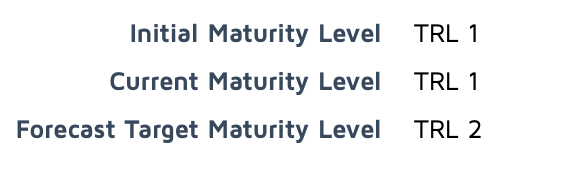 Initial Maturity Level TRL 1
Current Maturity Level TRL 1
Forecast Target Maturity Level TRL 2